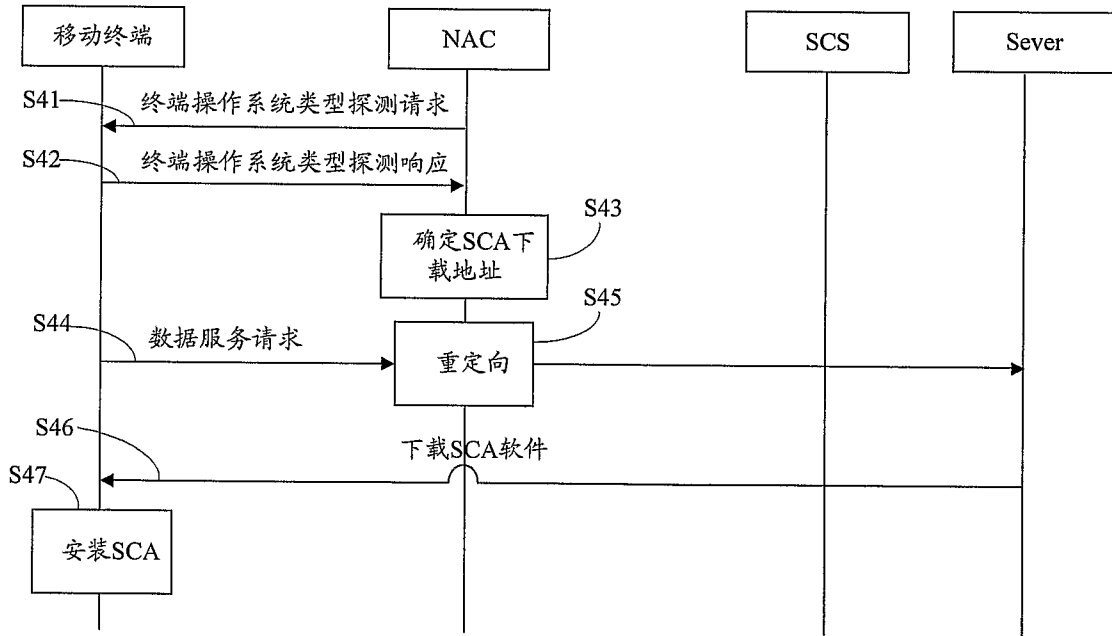 移动终端
NAC
SCS
Sever
S41
终端操作系统类型探测请求
S42
终端操作系统类型探测响应
S43
确定SCA下
载地址
S45
S44
数据服务请求
重定向
S46
下载SCA软件
S47
安装SCA